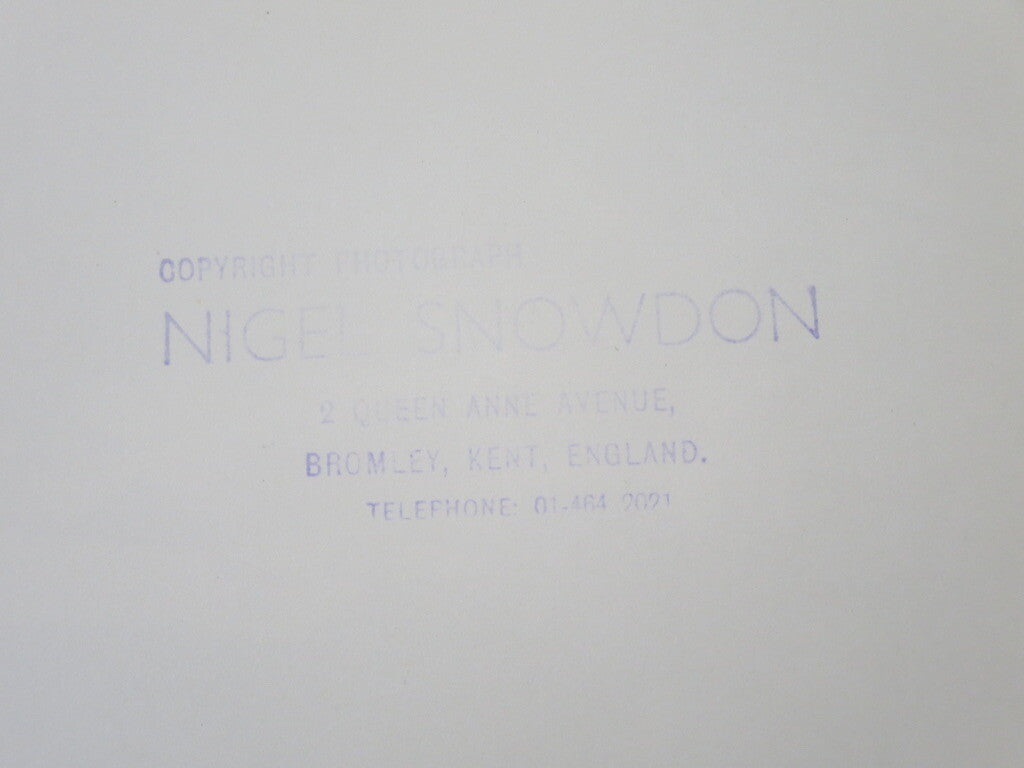 COPYRIGHT PHOTOGRAPH
NIGEL SNOWDON
2 QUEEN ANNE AVENUE,
BROMLEY, KENT, ENGLAND.
TELEPHONE: 01-464 2021